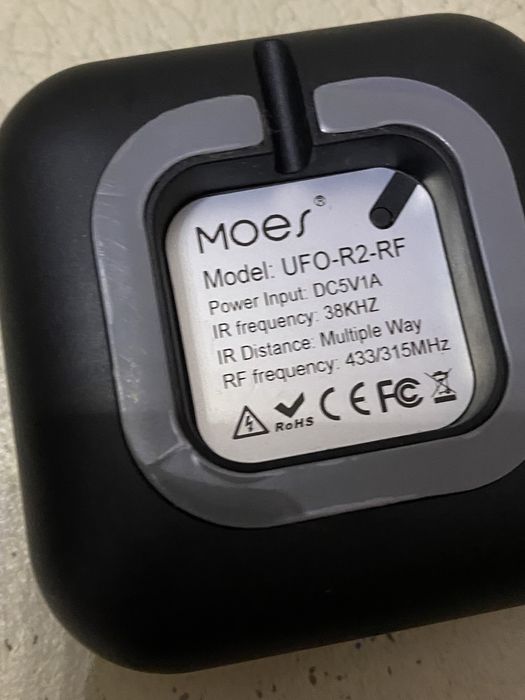 MOES®
Model: UFO-R2-RF
Power Input: DC5V1A
IR frequency: 38KHZ
IR Distance: Multiple Way
RF frequency: 433/315MHz
RoHS CE FC